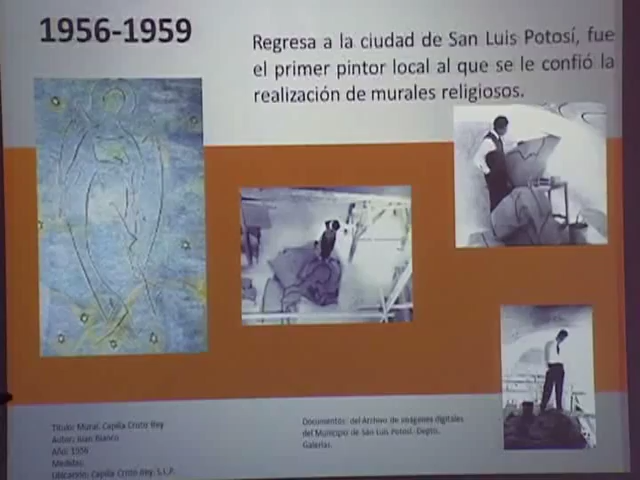 1956-1959
Regresa a la ciudad de San Luis Potosí, fue
el primer pintor local al que se le confió la
realización de murales religiosos.
Título: Mural. Capilla Cristo Rey
Autor: Juan Blanco
Año: 1956
Medidas:
Ubicación: Capilla Cristo Rey, S.L.P.
Documentos: del Archivo de imágenes digitales
del Municipio de San Luis Potosí.-Depto.
Galerías.